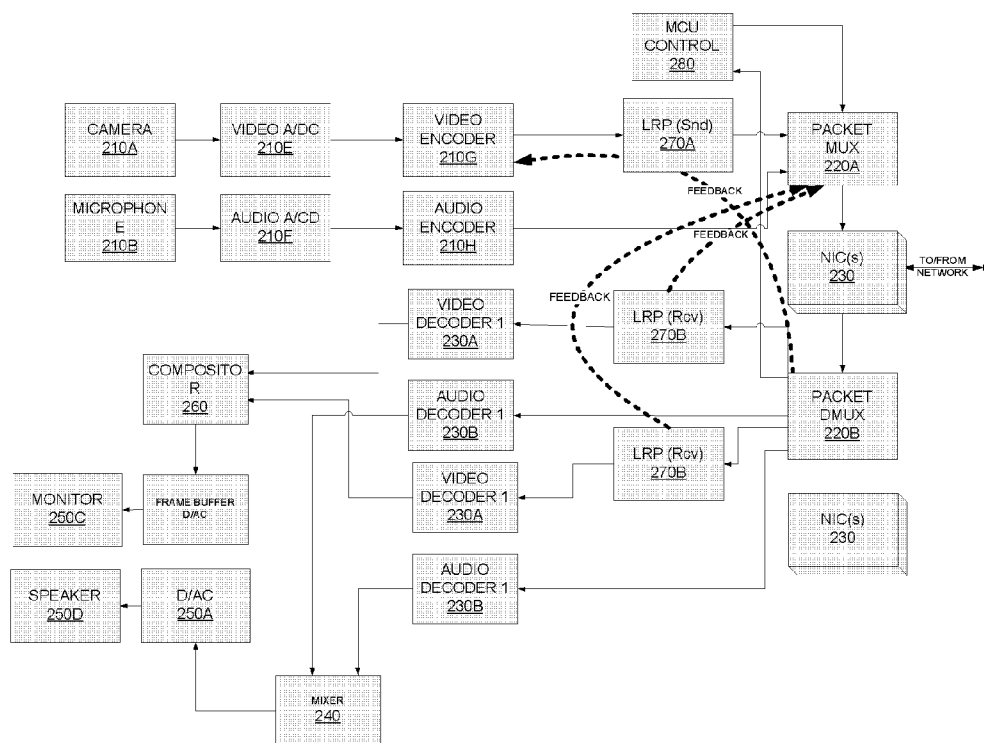 MCU
CONTROL
280
CAMERA
210A
VIDEO A/DC
210E
VIDEO
ENCODER
210G
LRP (Snd)
270A
PACKET
MUX
220A
FEEDBACK
MICROPHON
E
210B
AUDIO A/CD
210F
AUDIO
ENCODER
210H
FEEDBACK
NIC(s)
230
TO/FROM
NETWORK
FEEDBACK
VIDEO
DECODER 1
230A
LRP (Rcv)
270B
COMPOSITO
R
260
AUDIO
DECODER 1
230B
PACKET
DMUX
220B
LRP (Rcv)
270B
VIDEO
DECODER 1
230A
MONITOR
250C
FRAME BUFFER
D/AC
NIC(s)
230
AUDIO
DECODER 1
230B
SPEAKER
250D
D/AC
250A
MIXER
240